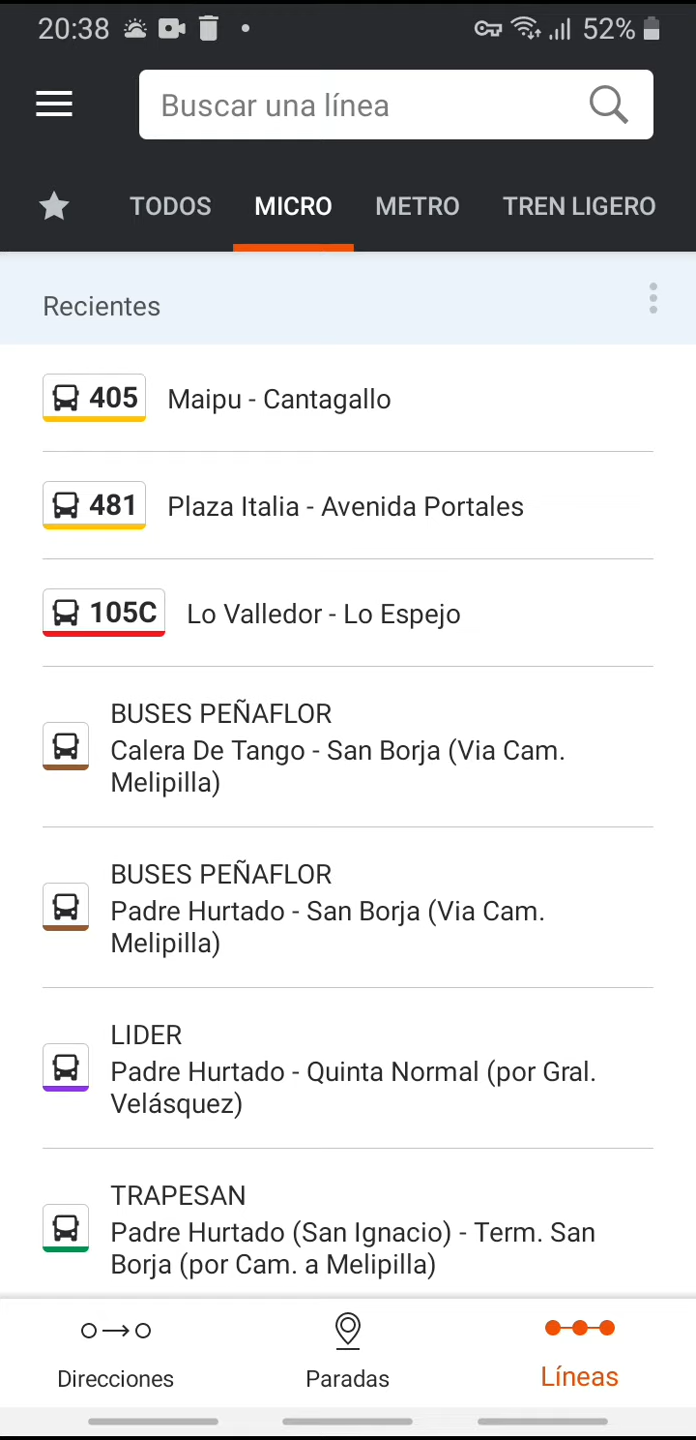 20:38 52%
Buscar una línea
TODOS MICRO METRO TREN LIGERO
Recientes
405 Maipu - Cantagallo
481 Plaza Italia - Avenida Portales
105C Lo Valledor - Lo Espejo
BUSES PEÑAFLOR
Calera De Tango - San Borja (Via Cam.
Melipilla)
BUSES PEÑAFLOR
Padre Hurtado - San Borja (Via Cam.
Melipilla)
LIDER
Padre Hurtado - Quinta Normal (por Gral.
Velásquez)
TRAPESAN
Padre Hurtado (San Ignacio) - Term. San
Borja (por Cam. a Melipilla)
Direcciones Paradas Líneas